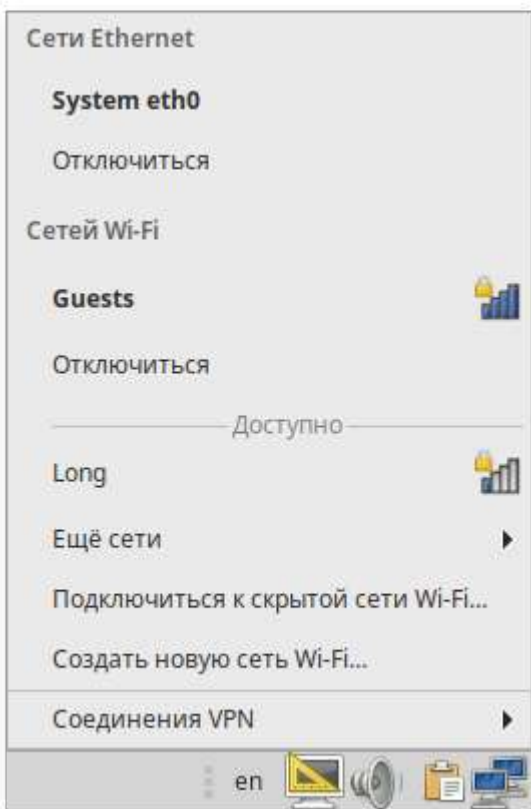 Сети Ethernet
System eth0
Отключиться
Сетей Wi-Fi
Guests
Отключиться
Доступно
Long
Ещё сети
Подключиться к скрытой сети Wi-Fi...
Создать новую сеть Wi-Fi...
Соединения VPN
en